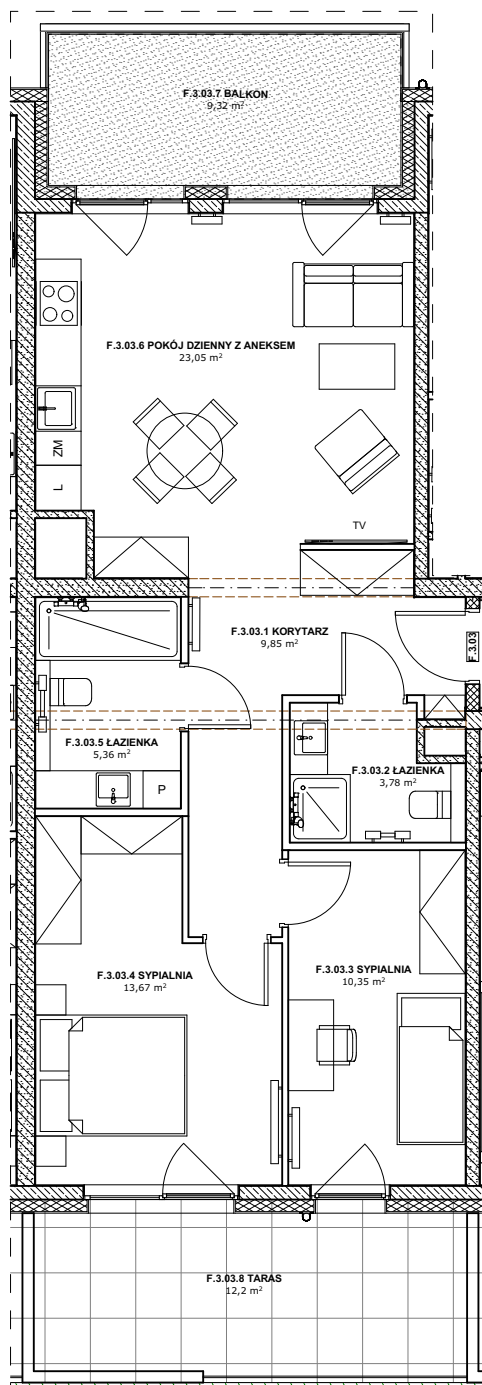 F.3.03.7 BALKON
9,32 m²
F.3.03.6 POKÓJ DZIENNY Z ANEKSEM
23,05 m²
ZM
L
TV
F.3.03.1 KORYTARZ
9,85 m²
F.3.03
F.3.03.5 ŁAZIENKA
5,36 m²
P
F.3.03.2 ŁAZIENKA
3,78 m²
F.3.03.4 SYPIALNIA
13,67 m²
F.3.03.3 SYPIALNIA
10,35 m²
F.3.03.8 TARAS
12,2 m²